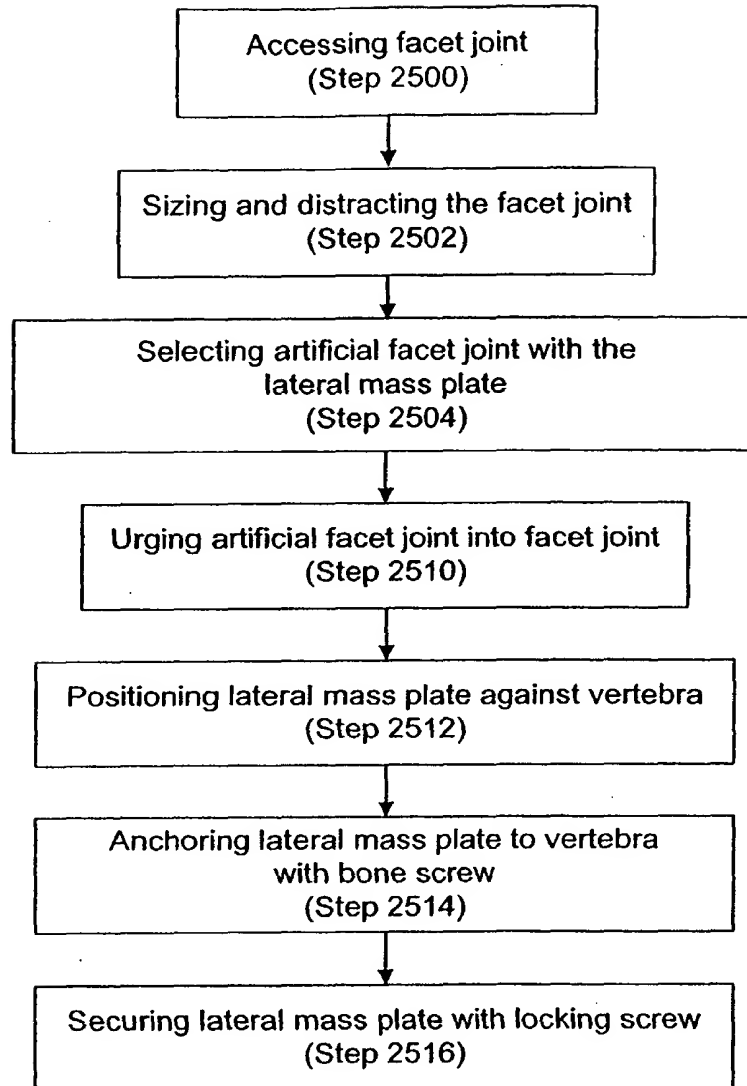 Accessing facet joint
(Step 2500)
Sizing and distracting the facet joint
(Step 2502)
Selecting artificial facet joint with the
lateral mass plate
(Step 2504)
Urging artificial facet joint into facet joint
(Step 2510)
Positioning lateral mass plate against vertebra
(Step 2512)
Anchoring lateral mass plate to vertebra
with bone screw
(Step 2514)
Securing lateral mass plate with locking screw
(Step 2516)